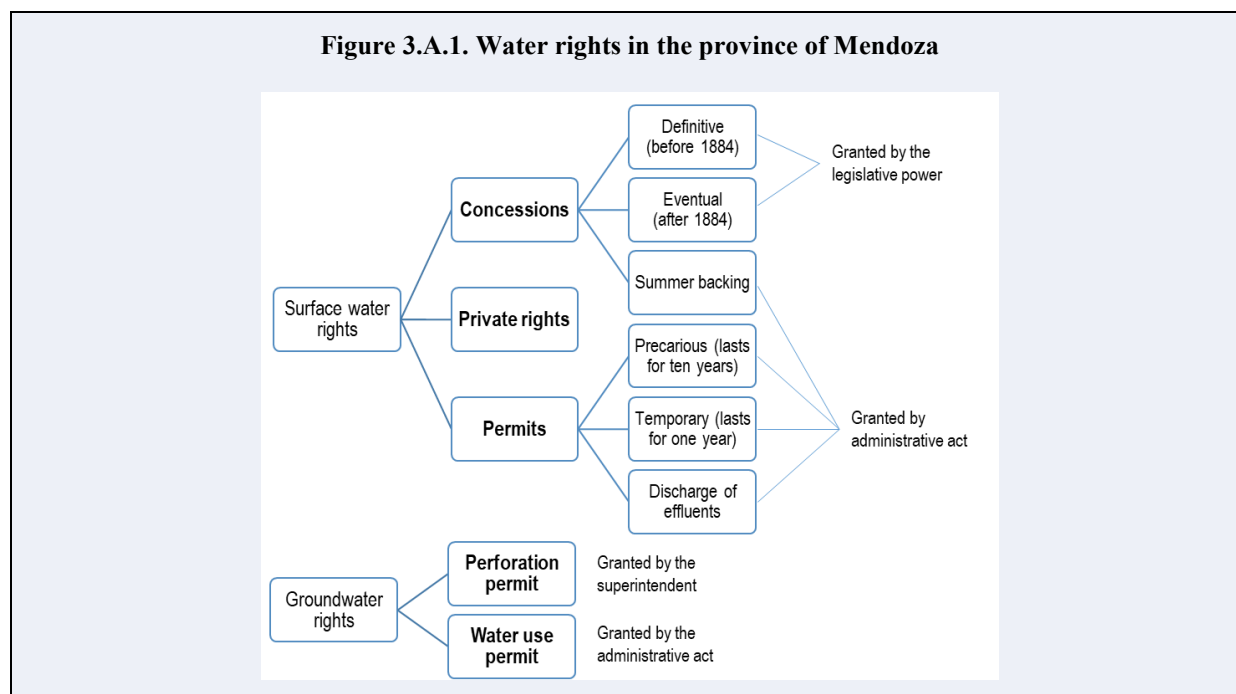 Figure 3.A.1. Water rights in the province of Mendoza
Definitive
(before 1884)
Granted by the
legislative power
Concessions
Eventual
(after 1884)
Summer backing
Surface water
rights
Private rights
Precarious (lasts
for ten years)
Permits
Temporary (lasts
for one year)
Granted by
administrative act
Discharge of
effluents
Perforation
permit
Granted by the
superintendent
Groundwater
rights
Water use
permit
Granted by the
administrative act